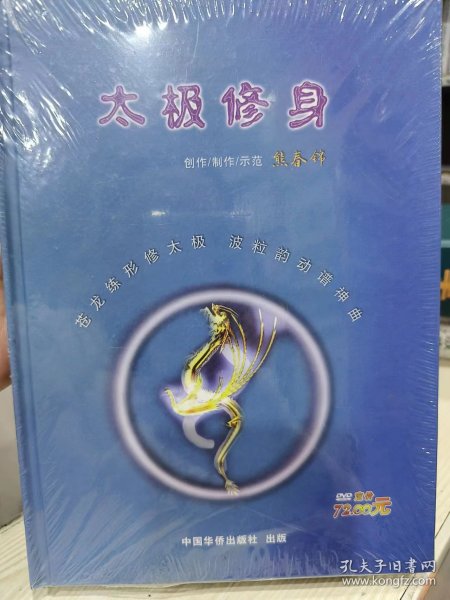 太极修身
创作/制作/示范 熊春锦
苍龙练形修太极 波粒韵动谱神曲
DVD 定价
72.00元
中国华侨出版社 出版
孔夫子旧书网
www.kongfz.com